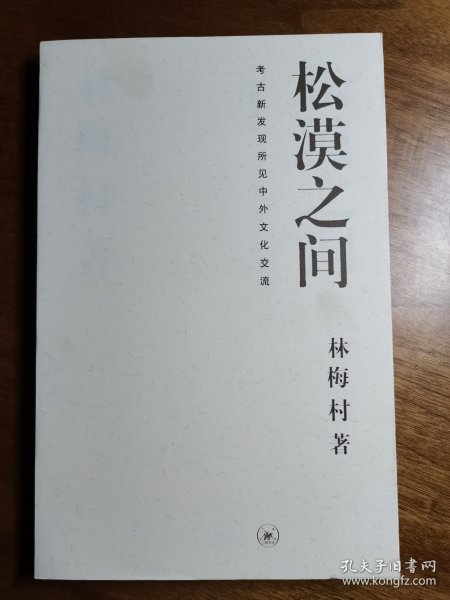 松漠之间
考古新发现所见中外文化交流
林梅村 著
孔夫子旧书网
www.kongfz.com